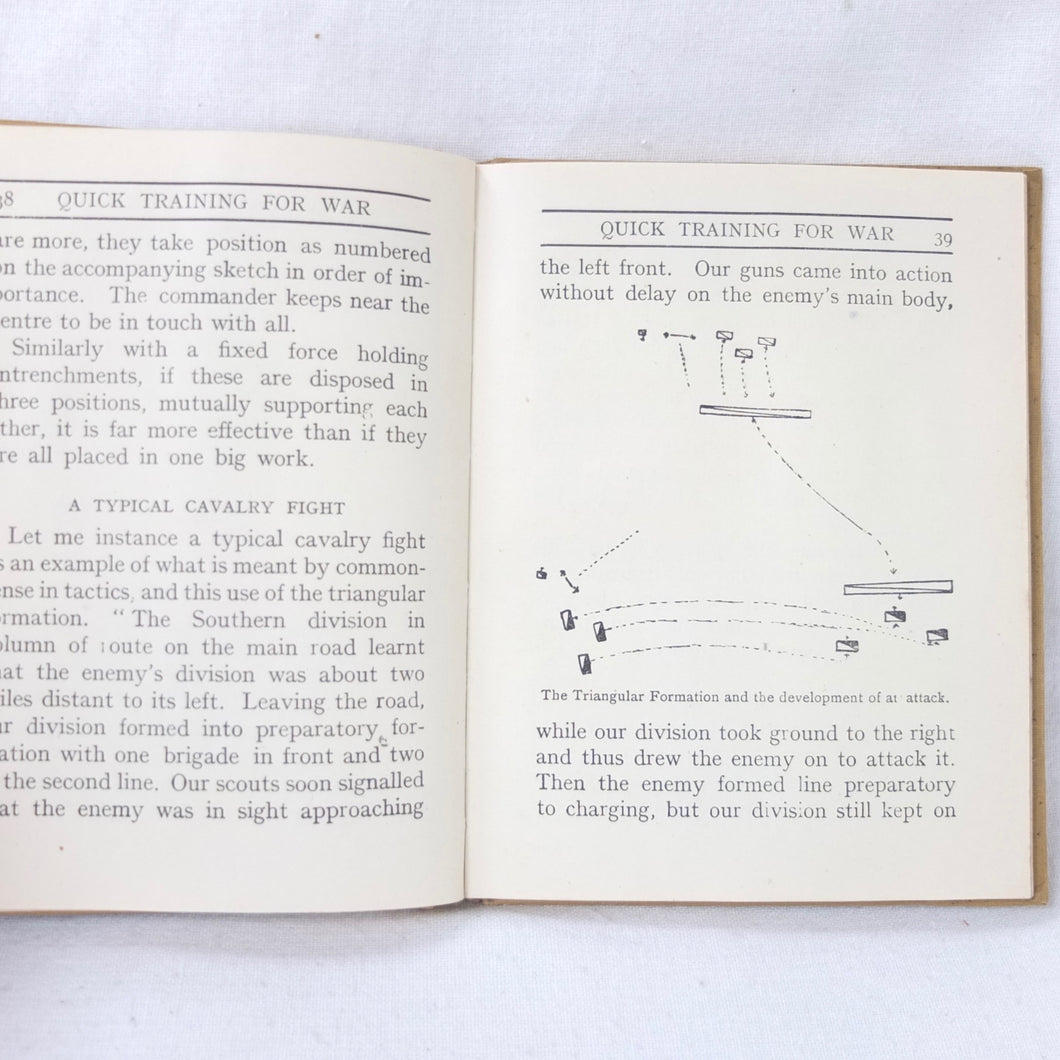 38 QUICK TRAINING FOR WAR
are more, they take position as numbered
on the accompanying sketch in order of im-
portance. The commander keeps near the
centre to be in touch with all.
Similarly with a fixed force holding
entrenchments, if these are disposed in
three positions, mutually supporting each
other, it is far more effective than if they
are all placed in one big work.
A TYPICAL CAVALRY FIGHT
Let me instance a typical cavalry fight
as an example of what is meant by common-
sense in tactics, and this use of the triangular
formation. "The Southern division in
column of route on the main road learnt
that the enemy's division was about two
miles distant to its left. Leaving the road,
our division formed into preparatory for-
mation with one brigade in front and two
in the second line. Our scouts soon signalled
that the enemy was in sight approaching
QUICK TRAINING FOR WAR 39
the left front. Our guns came into action
without delay on the enemy's main body,
The Triangular Formation and the development of an attack.
while our division took ground to the right
and thus drew the enemy on to attack it.
Then the enemy formed line preparatory
to charging, but our division still kept on